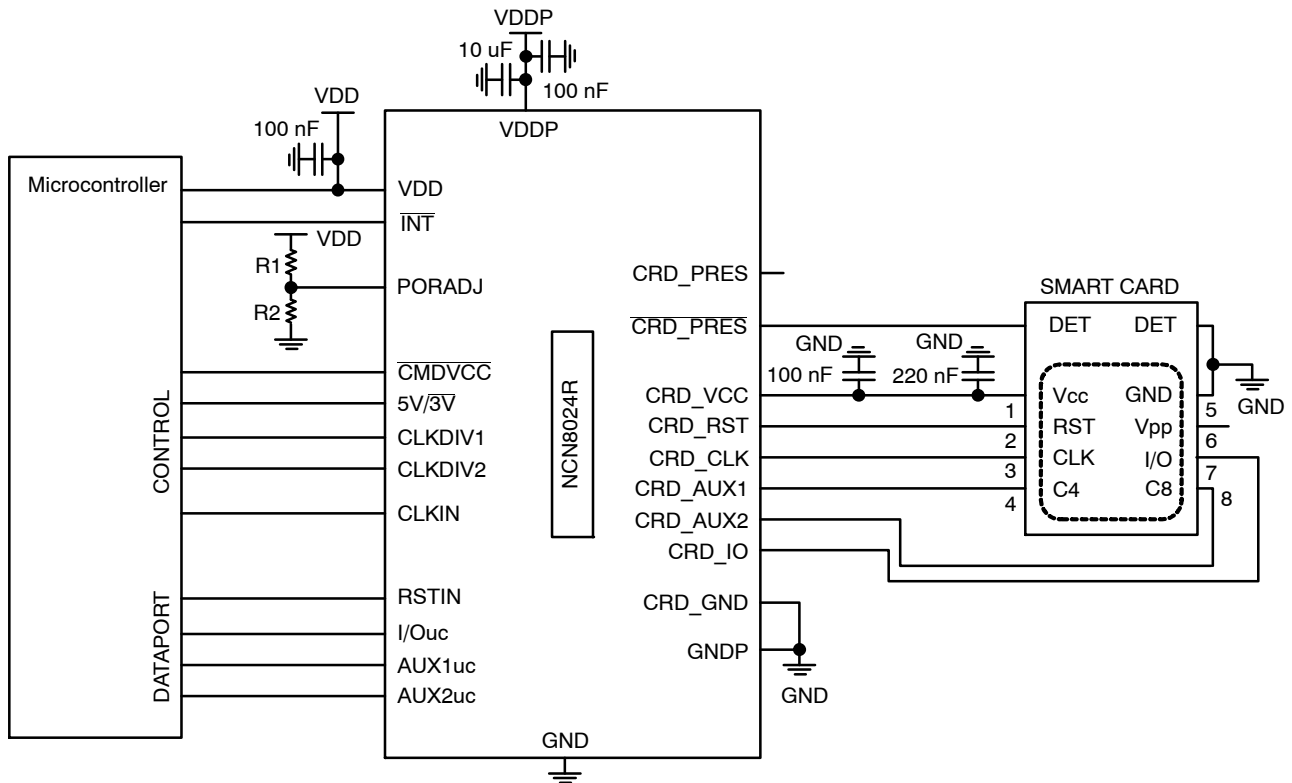 VDDP
10 uF
100 nF
VDD
100 nF
VDDP
Microcontroller
VDD
INT
VDD
R1
PORADJ
R2
CRD_PRES
SMART CARD
CRD_PRES
DET DET
GND GND
100 nF 220 nF
GND
CMDVCC
5V/3V
CLKDIV1
CLKDIV2
CLKIN
CONTROL
NCN8024R
CRD_VCC
CRD_RST
CRD_CLK
CRD_AUX1
CRD_AUX2
CRD_IO
1
2
3
4
Vcc GND
RST Vpp
CLK I/O
C4 C8
5
6
7
8
RSTIN
I/Ouc
AUX1uc
AUX2uc
DATAPORT
CRD_GND
GNDP
GND
GND